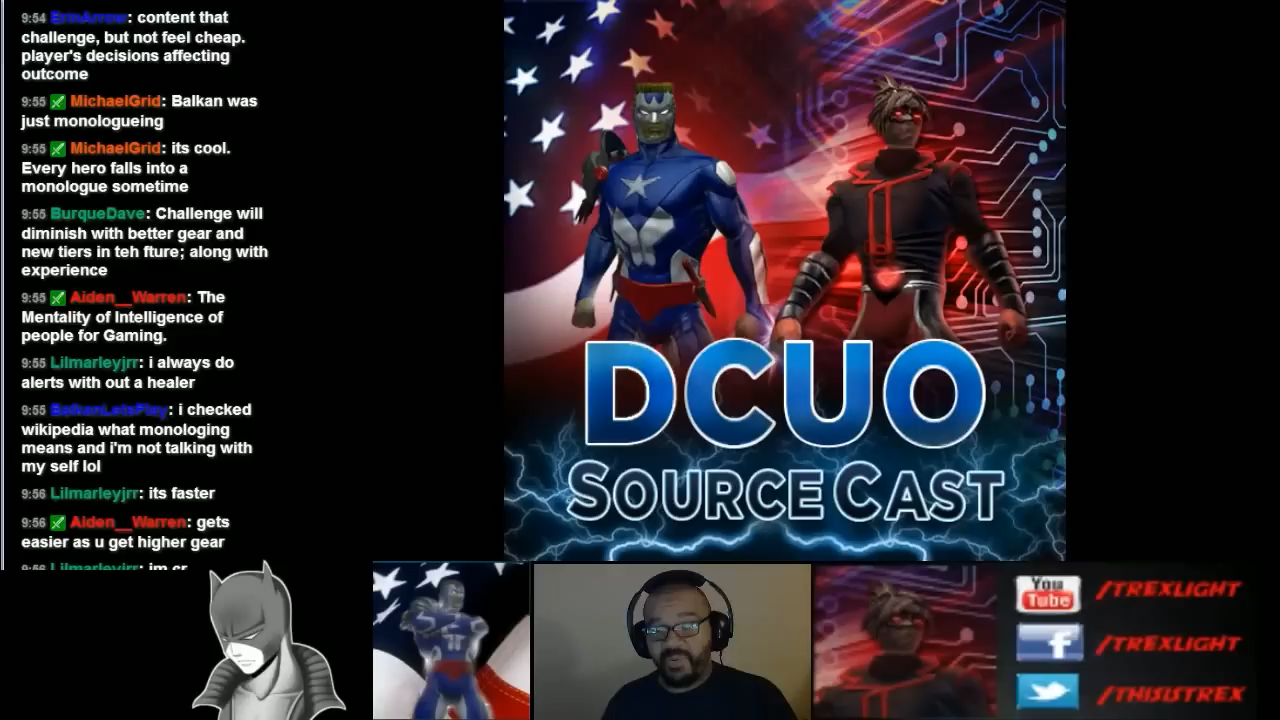 9:54 ErinArrow: content that
challenge, but not feel cheap.
player's decisions affecting
outcome
9:55 MichaelGrid: Balkan was
just monologueing
9:55 MichaelGrid: its cool.
Every hero falls into a
monologue sometime
9:55 BurqueDave: Challenge will
diminish with better gear and
new tiers in teh fture; along with
experience
9:55 Aiden__Warren: The
Mentality of Intelligence of
people for Gaming.
9:55 Lilmarleyjrr: i always do
alerts with out a healer
9:55 BalkanLetsPlay: i checked
wikipedia what monologing
means and i'm not talking with
my self lol
9:56 Lilmarleyjrr: its faster
9:56 Aiden__Warren: gets
easier as u get higher gear
9:56 Lilmarleyjrr: im cr
DCUO
SOURCE CAST
You Tube /TREXLIGHT
f /TREXLIGHT
/THISISTREX